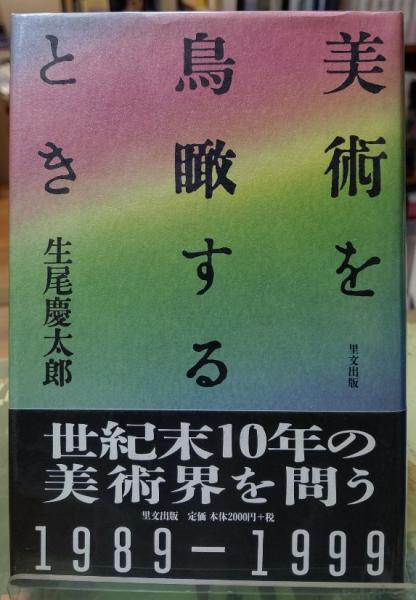 美術を
鳥瞰する
とき
生尾慶太郎
里文出版
世紀末10年の
美術界を問う
里文出版 定価 本体2000円+税
1989−1999